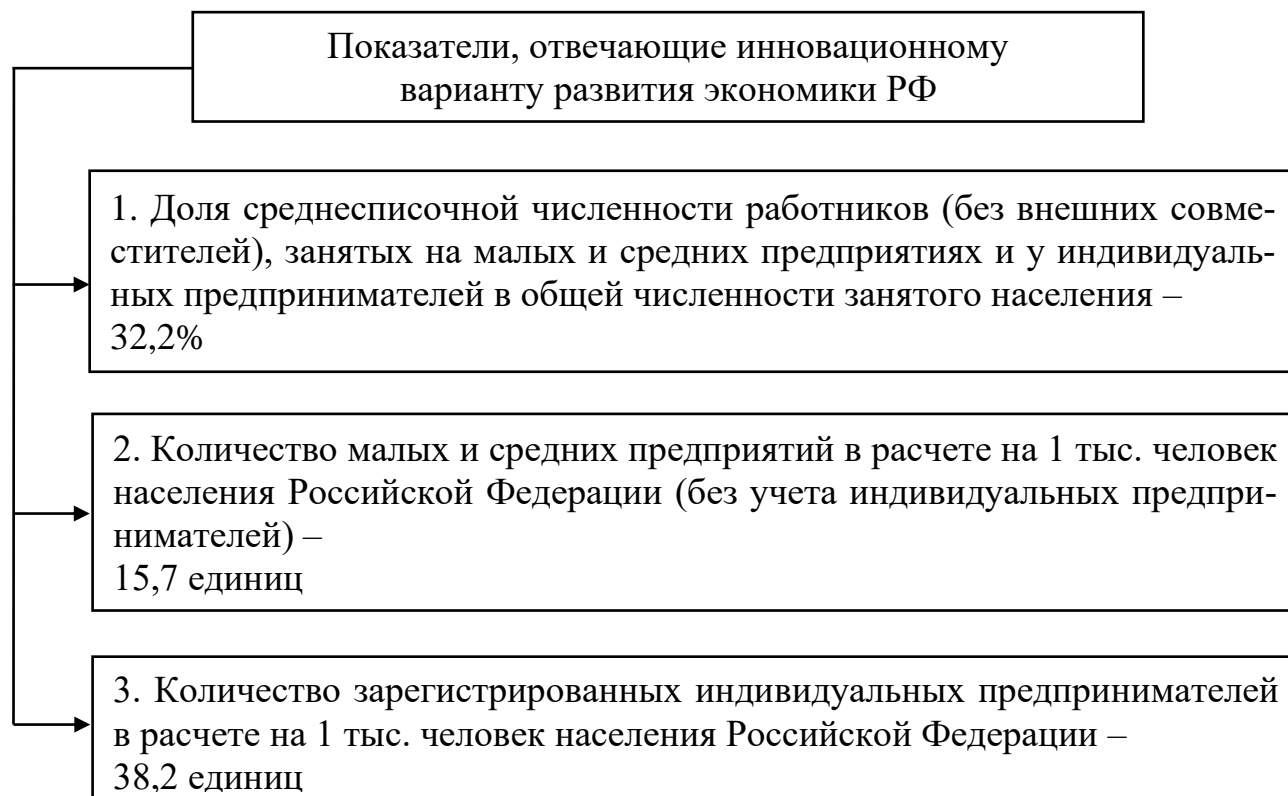 Показатели, отвечающие инновационному
варианту развития экономики РФ
1. Доля среднесписочной численности работников (без внешних совме-
стителей), занятых на малых и средних предприятиях и у индивидуаль-
ных предпринимателей в общей численности занятого населения –
32,2%
2. Количество малых и средних предприятий в расчете на 1 тыс. человек
населения Российской Федерации (без учета индивидуальных предпри-
нимателей) –
15,7 единиц
3. Количество зарегистрированных индивидуальных предпринимателей
в расчете на 1 тыс. человек населения Российской Федерации –
38,2 единиц